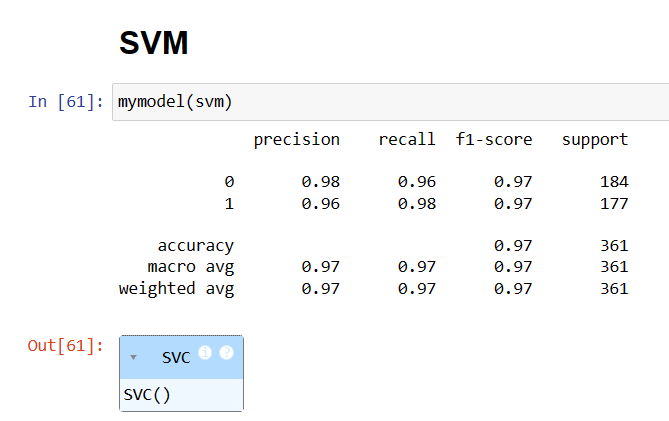 SVM
In [61]: mymodel(svm)
precision recall f1-score support
0 0.98 0.96 0.97 184
1 0.96 0.98 0.97 177
accuracy 0.97 361
macro avg 0.97 0.97 0.97 361
weighted avg 0.97 0.97 0.97 361
Out[61]:
SVC i ?
SVC()